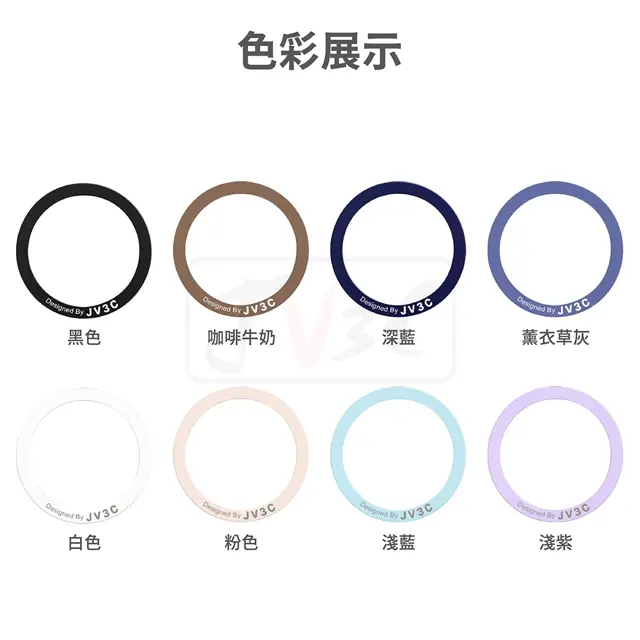 色彩展示
Designed By JV3C
Designed By JV3C
Designed By JV3C
Designed By JV3C
黑色
咖啡牛奶
深藍
薰衣草灰
JV3C
Designed By JV3C
Designed By JV3C
Designed By JV3C
Designed By JV3C
白色
粉色
淺藍
淺紫